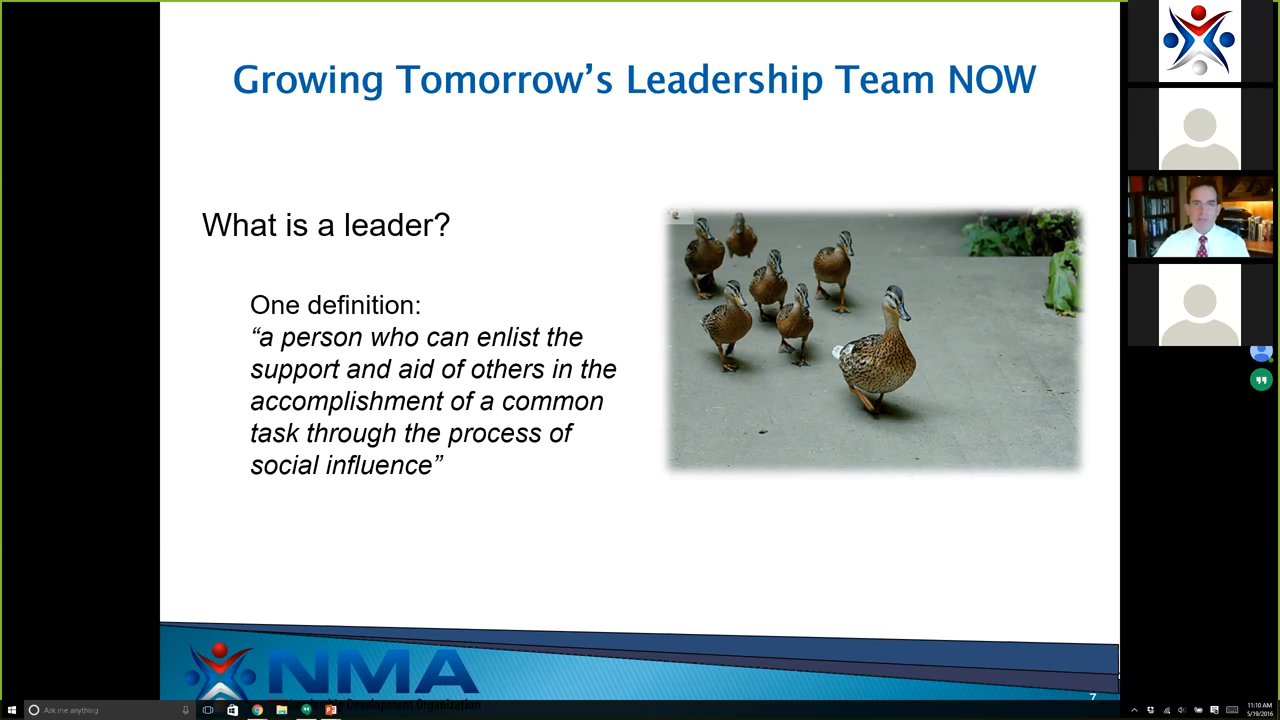 Growing Tomorrow’s Leadership Team NOW
What is a leader?
One definition:
“a person who can enlist the
support and aid of others in the
accomplishment of a common
task through the process of
social influence”
NMA
Development Organization
7
Ask me anything
11:10 AM
5/19/2016